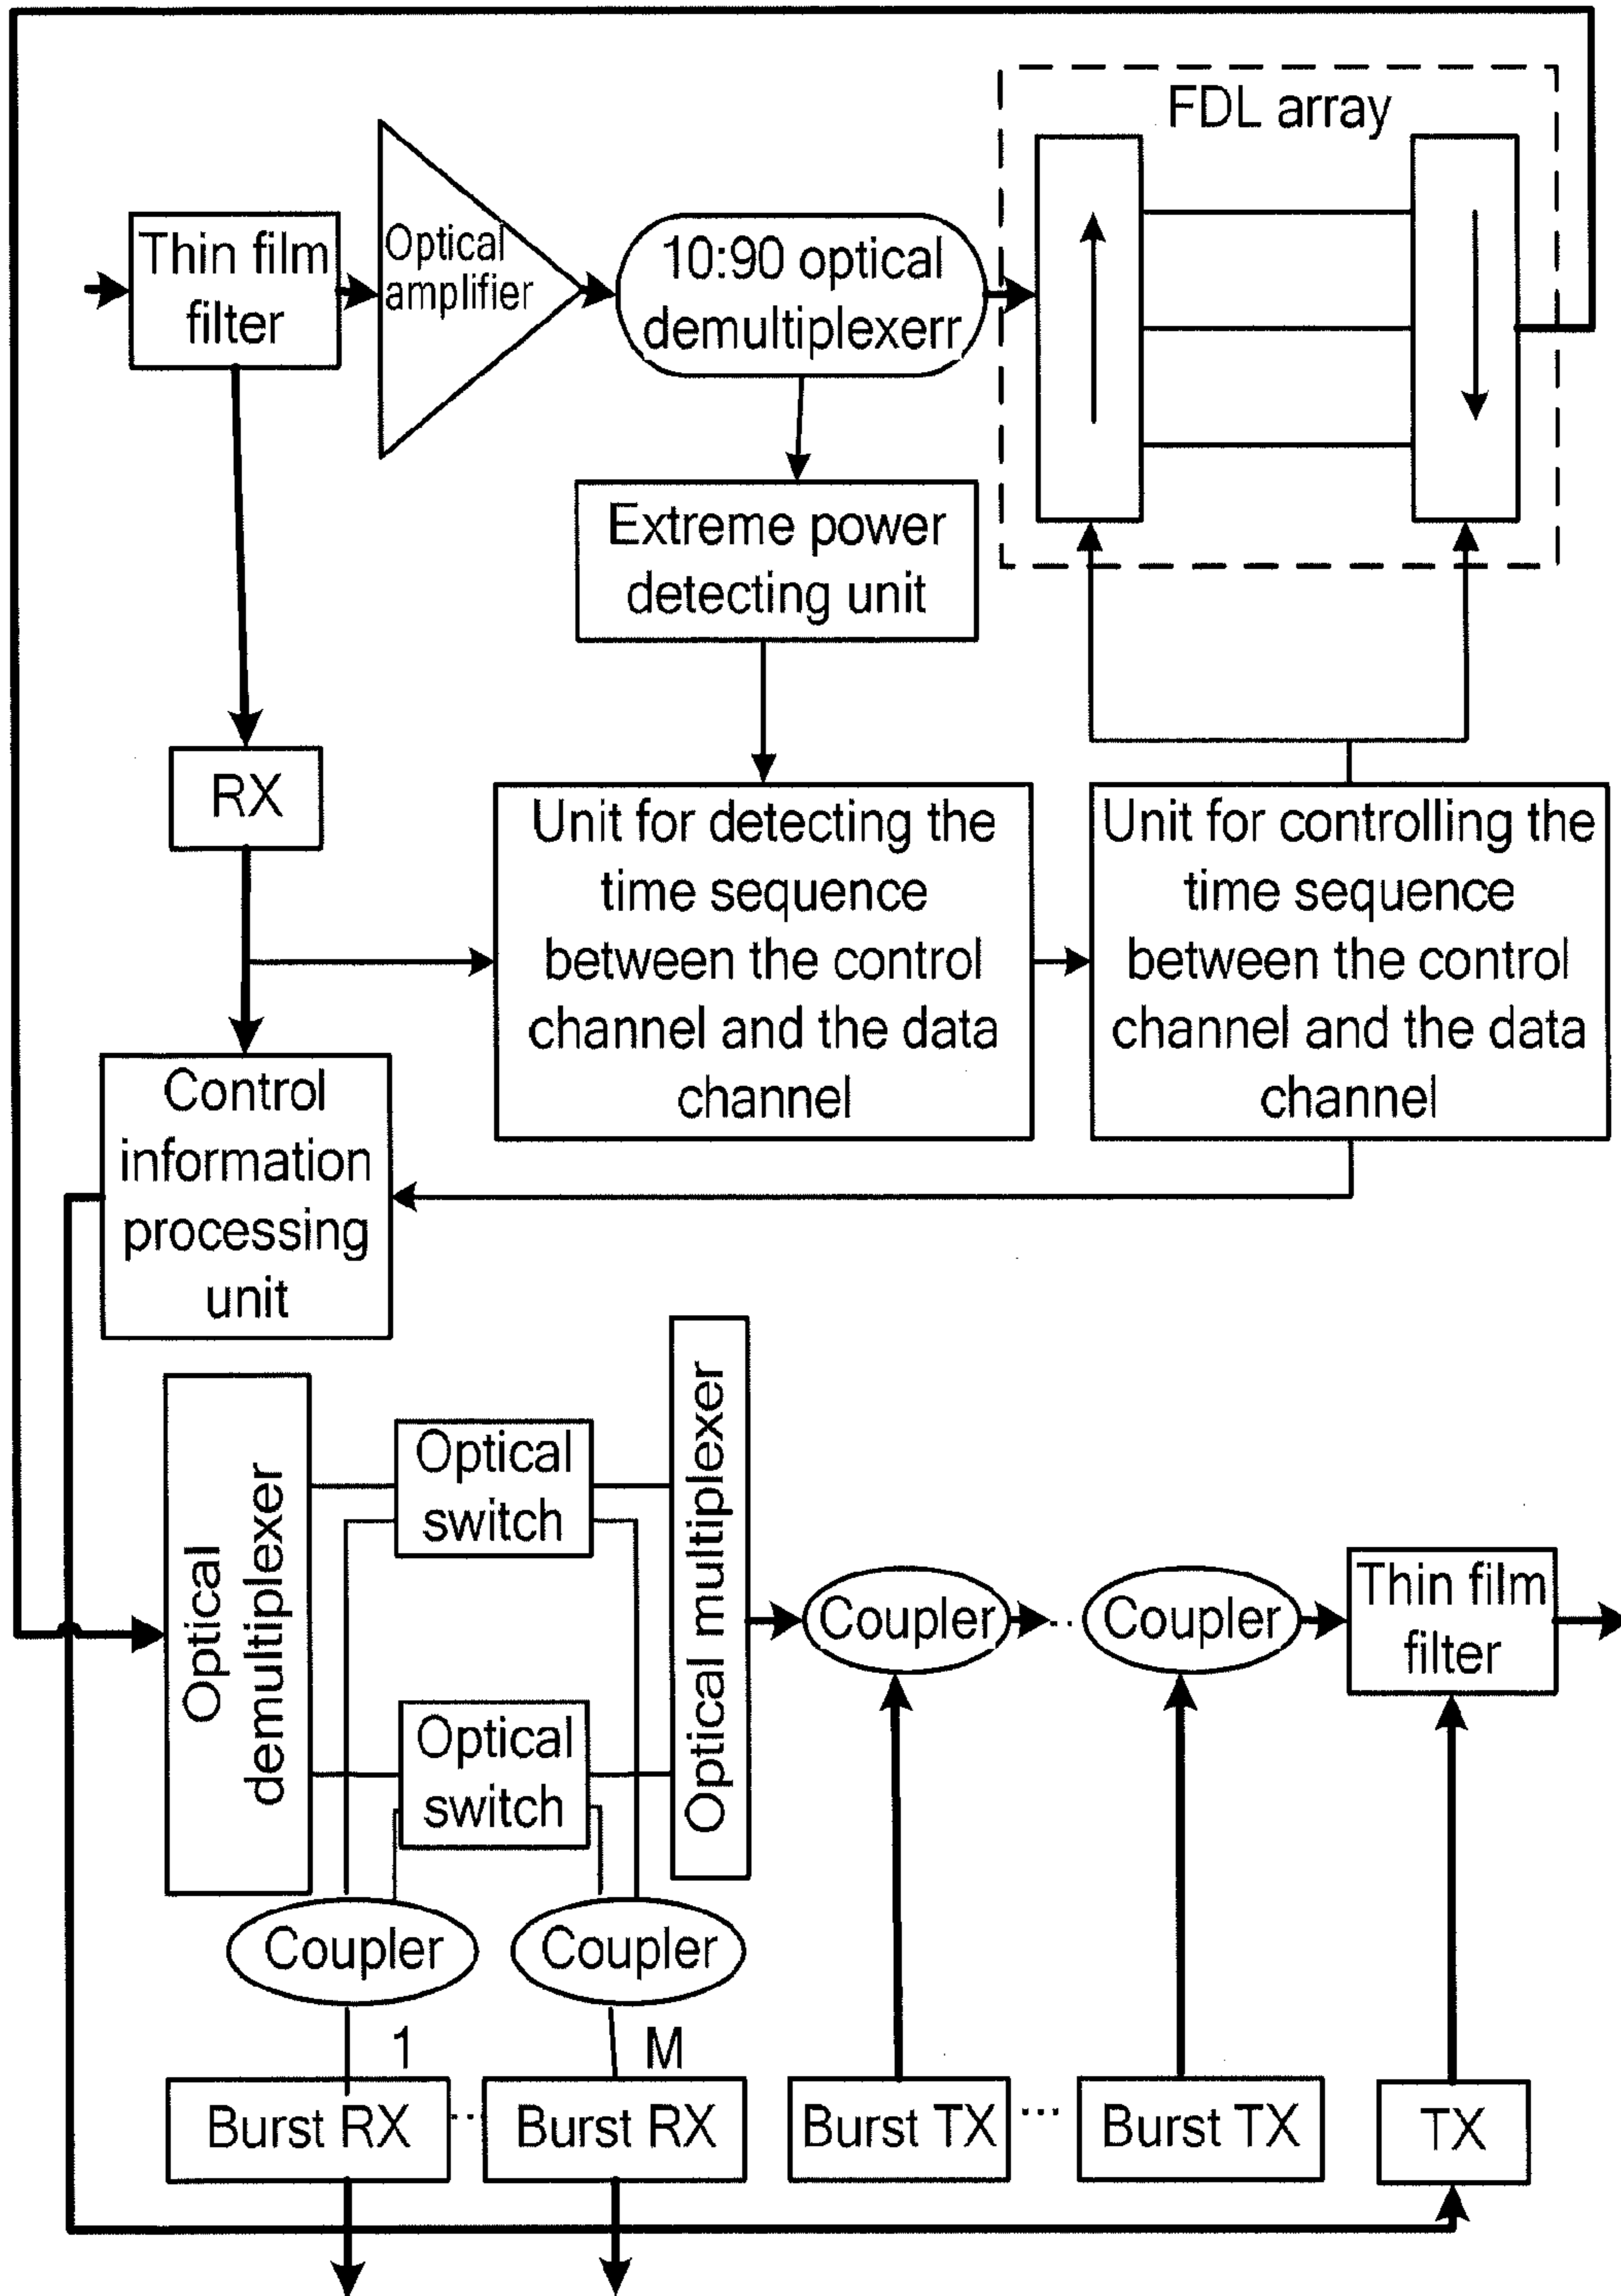 FDL array
Thin film
filter
Optical
amplifier
10:90 optical
demultiplexerr
Extreme power
detecting unit
RX
Unit for detecting the
time sequence
between the control
channel and the data
channel
Unit for controlling the
time sequence
between the control
channel and the data
channel
Control
information
processing
unit
Optical
demultiplexer
Optical
switch
Optical
switch
Optical multiplexer
Coupler
...
Coupler
Thin film
filter
Coupler
Coupler
1
M
Burst RX
...
Burst RX
Burst TX
...
Burst TX
TX